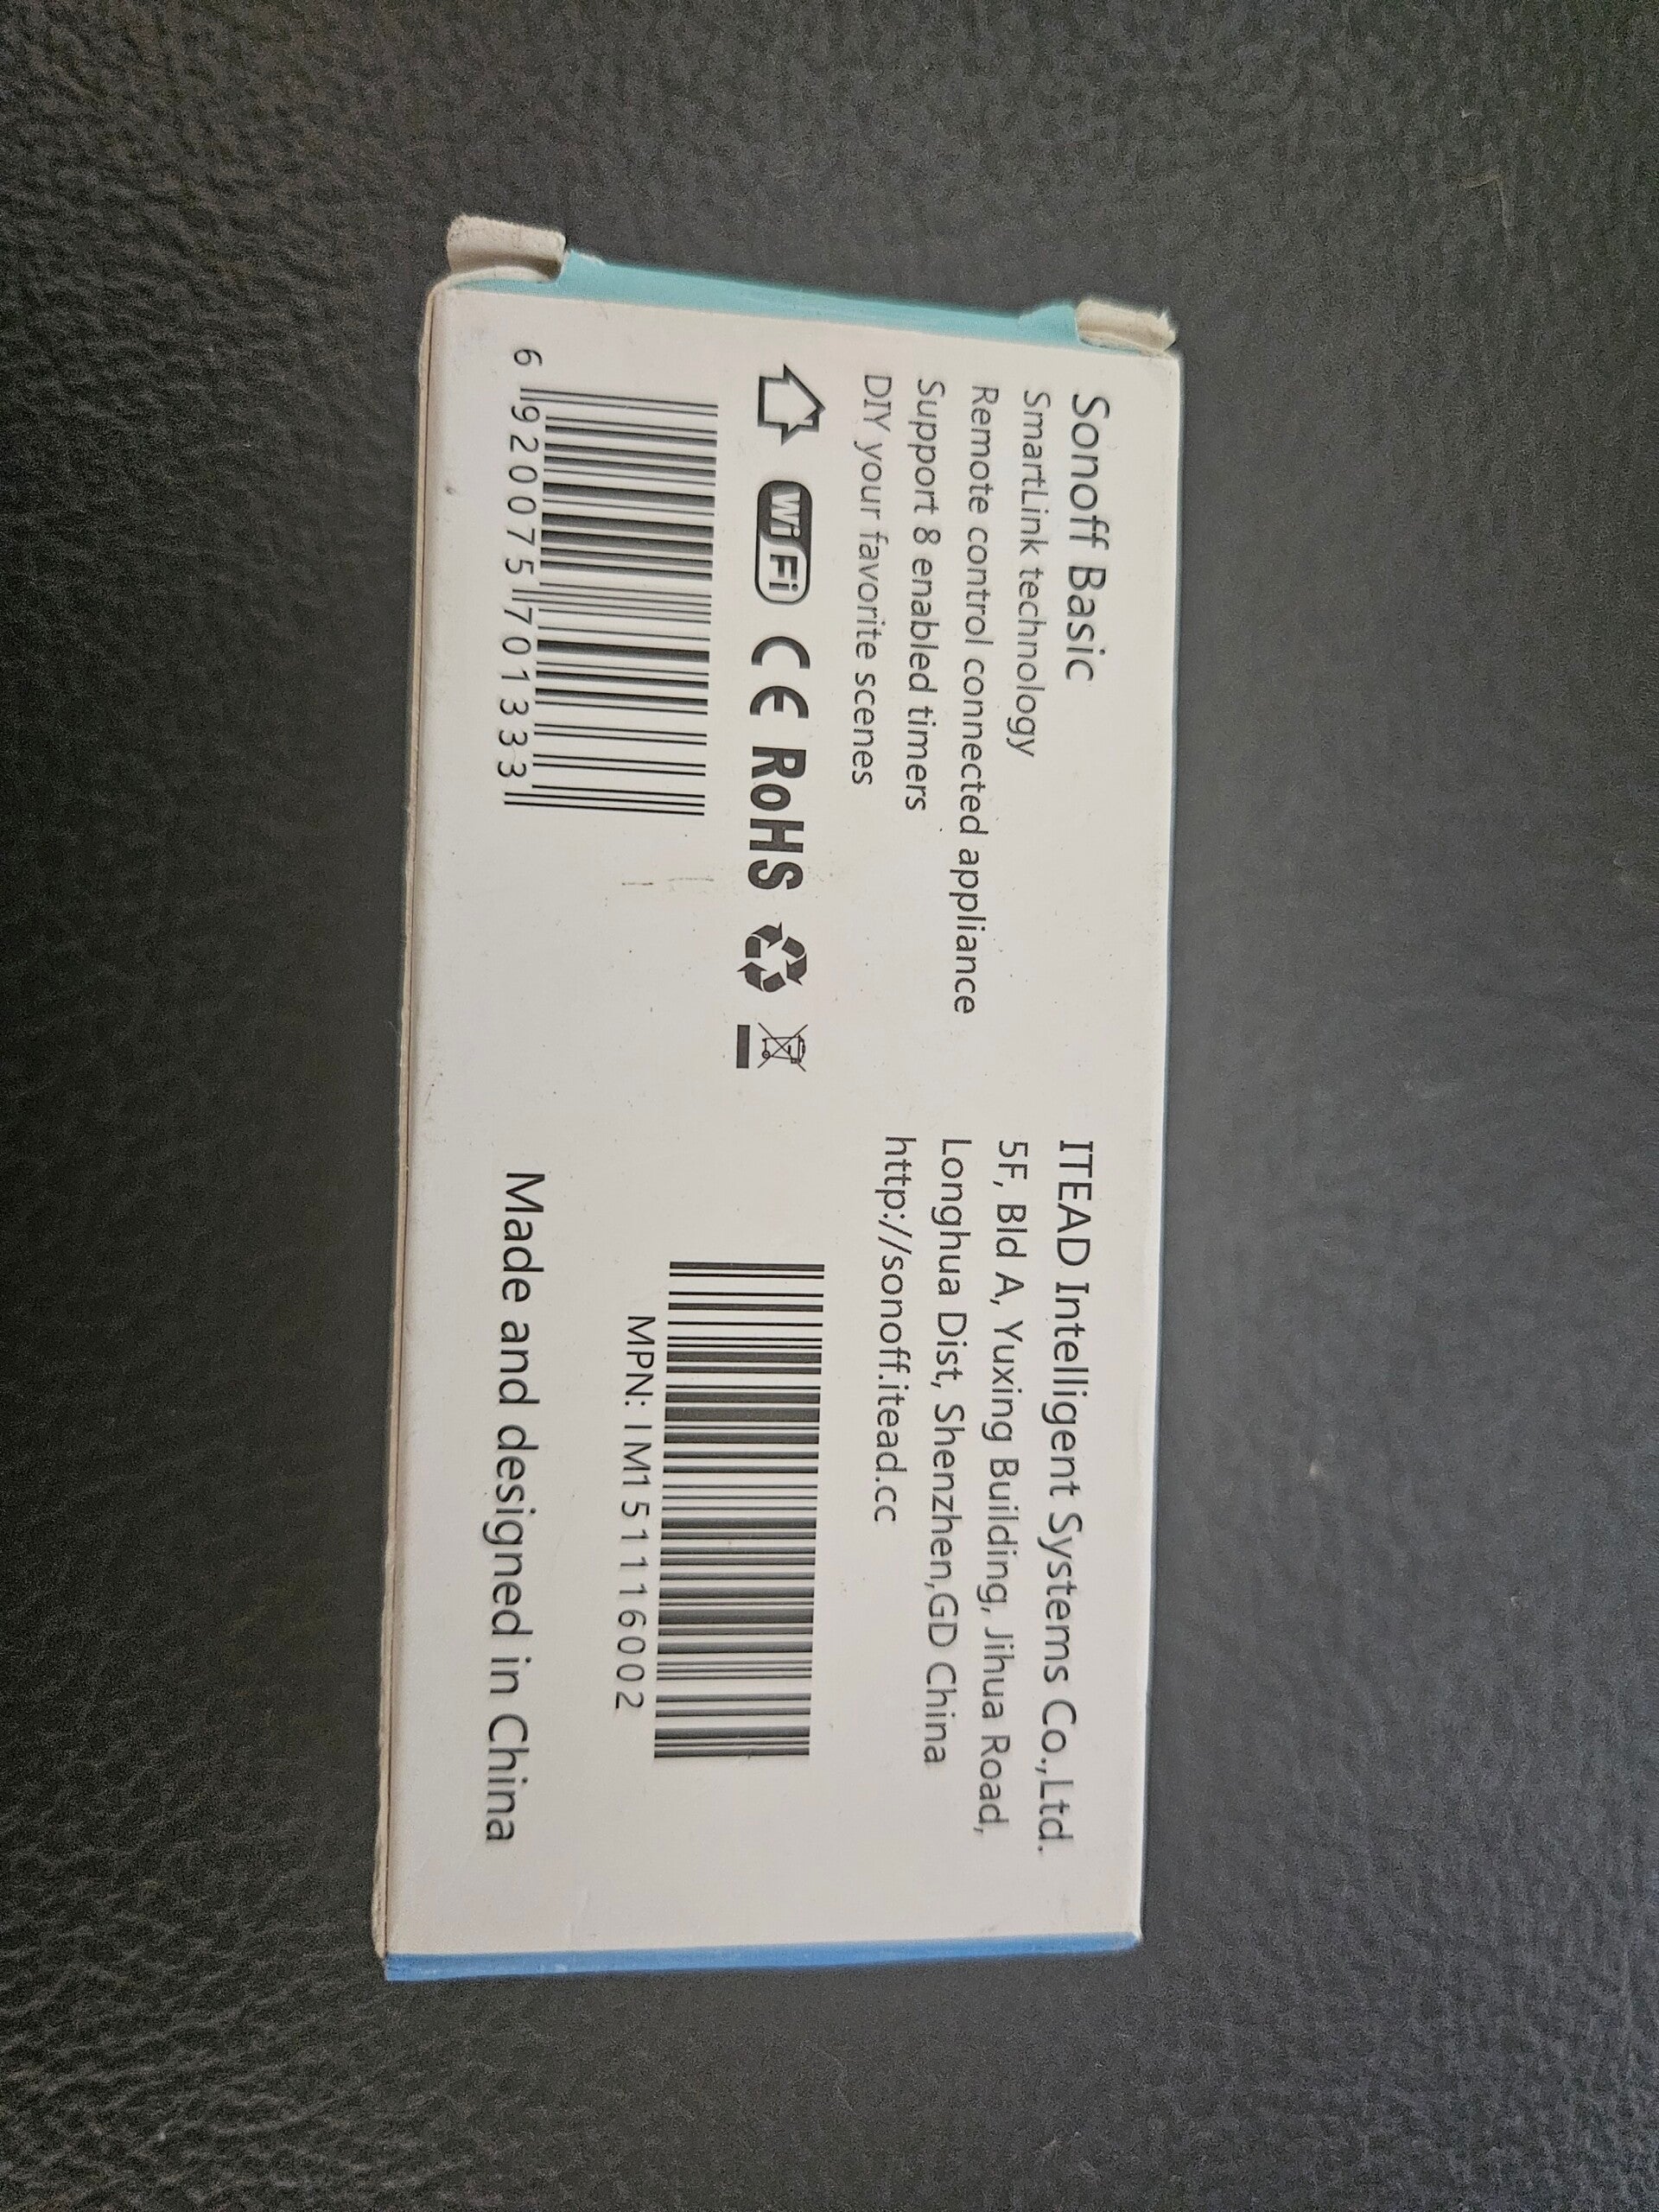 Sonoff Basic
SmartLink technology
Remote control connected appliance
Support 8 enabled timers
DIY your favorite scenes
WiFi CE RoHS
6 920075 701333
ITEAD Intelligent Systems Co.,Ltd.
5F, Bld A, Yuxing Building, Jihua Road,
Longhua Dist, Shenzhen,GD China
http://sonoff.itead.cc
MPN: IM151116002
Made and designed in China